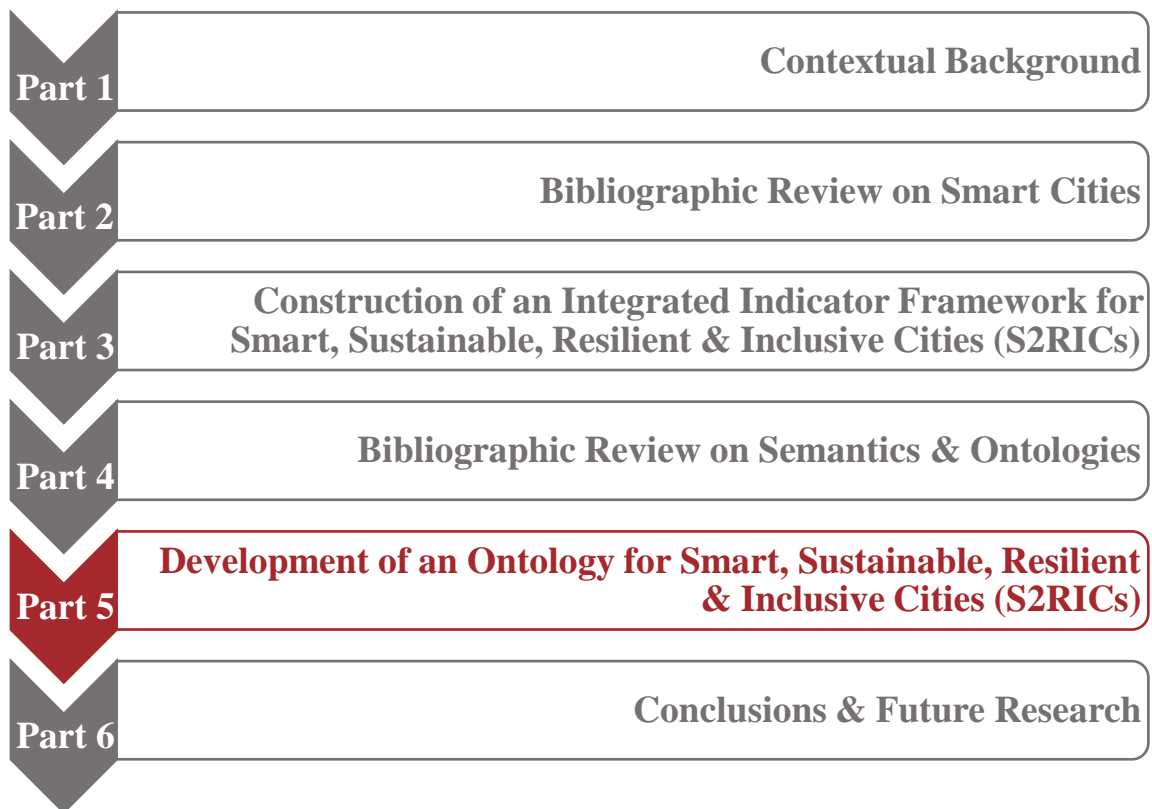 Part 1
Contextual Background
Part 2
Bibliographic Review on Smart Cities
Part 3
Construction of an Integrated Indicator Framework for
Smart, Sustainable, Resilient & Inclusive Cities (S2RICs)
Part 4
Bibliographic Review on Semantics & Ontologies
Part 5
Development of an Ontology for Smart, Sustainable, Resilient
& Inclusive Cities (S2RICs)
Part 6
Conclusions & Future Research